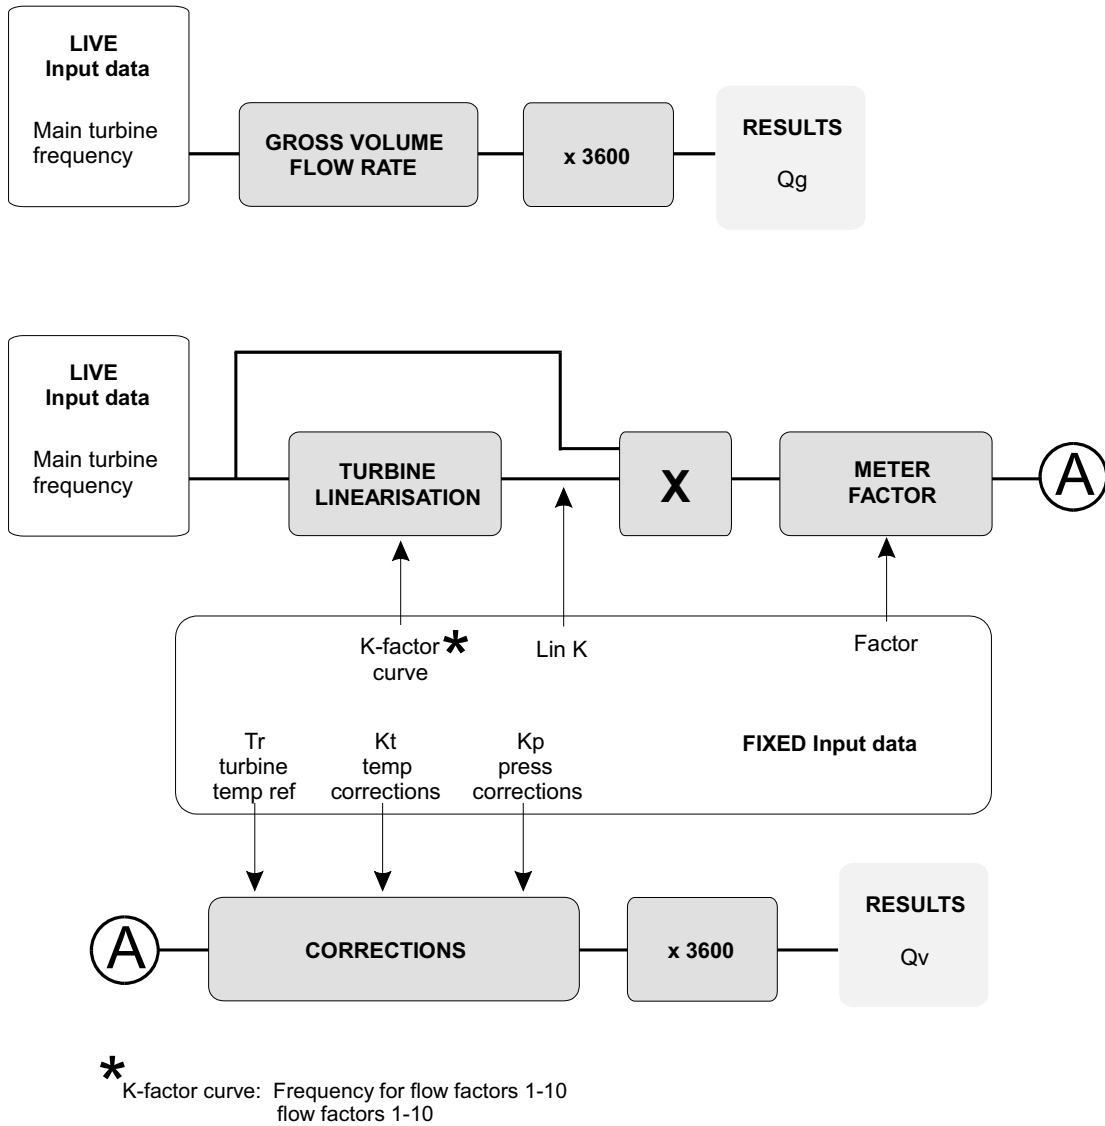 LIVE
Input data
Main turbine
frequency
GROSS VOLUME
FLOW RATE
x 3600
RESULTS
Qg
LIVE
Input data
Main turbine
frequency
TURBINE
LINEARISATION
X
METER
FACTOR
A
K-factor *
curve
Lin K
Factor
Tr
turbine
temp ref
Kt
temp
corrections
Kp
press
corrections
FIXED Input data
A
CORRECTIONS
x 3600
RESULTS
Qv
* K-factor curve: Frequency for flow factors 1-10
flow factors 1-10